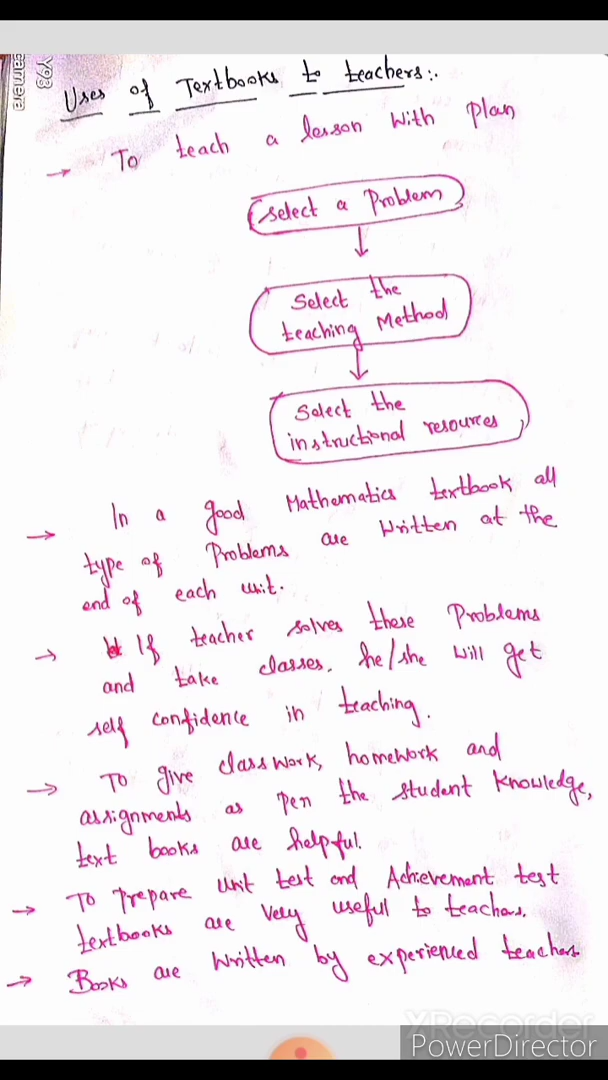 Y93
camera
Uses of Textbooks to teachers:.
→ To teach a lesson with plan
Select a Problem
Select the
teaching Method
Select the
instructional resources
→ In a good Mathematics textbook all
type of Problems are written at the
end of each unit.
→ If teacher solves these Problems
and take classes. he/she will get
self confidence in teaching.
→ To give classwork, homework and
assignments as pen the student knowledge,
text books are helpful.
→ To prepare unit test and Achievement test
textbooks are very useful to teachers.
→ Books are written by experienced teachers
XRecorder
PowerDirector